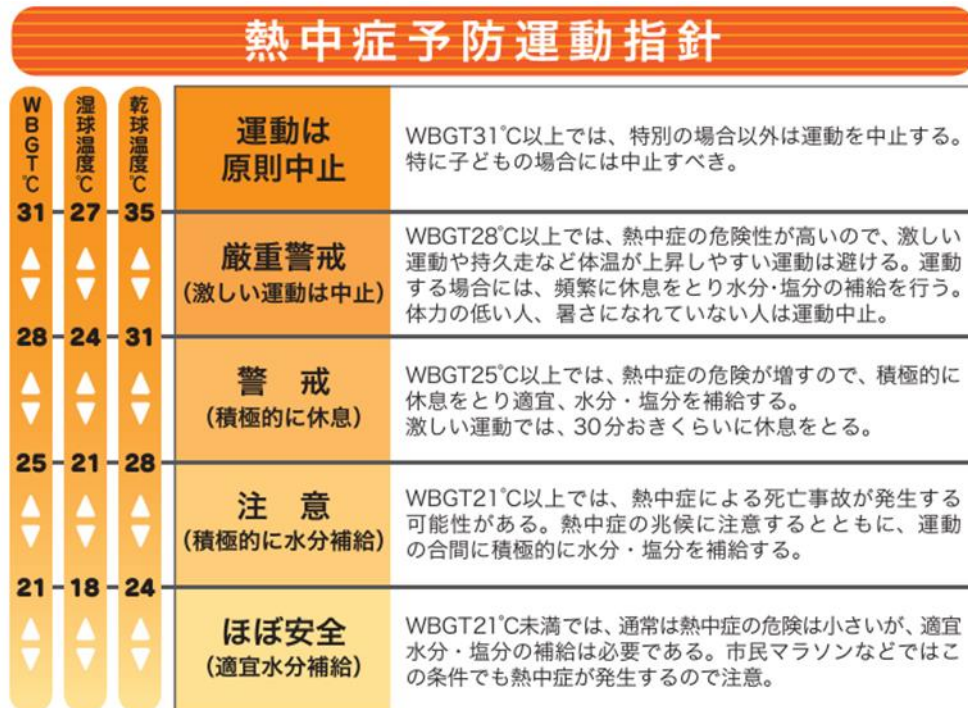 熱中症予防運動指針
WBGT℃
湿球温度℃
乾球温度℃
運動は
原則中止
WBGT31℃以上では、特別の場合以外は運動を中止する。
特に子どもの場合には中止すべき。
31 27 35
厳重警戒
(激しい運動は中止)
WBGT28℃以上では、熱中症の危険性が高いので、激しい
運動や持久走など体温が上昇しやすい運動は避ける。運動
する場合には、頻繁に休息をとり水分･塩分の補給を行う。
体力の低い人、暑さになれていない人は運動中止。
28 24 31
警 戒
(積極的に休息)
WBGT25℃以上では、熱中症の危険が増すので、積極的に
休息をとり適宜、水分・塩分を補給する。
激しい運動では、30分おきくらいに休息をとる。
25 21 28
注 意
(積極的に水分補給)
WBGT21℃以上では、熱中症による死亡事故が発生する
可能性がある。熱中症の兆候に注意するとともに、運動
の合間に積極的に水分・塩分を補給する。
21 18 24
ほぼ安全
(適宜水分補給)
WBGT21℃未満では、通常は熱中症の危険は小さいが、適宜
水分・塩分の補給は必要である。市民マラソンなどではこ
の条件でも熱中症が発生するので注意。